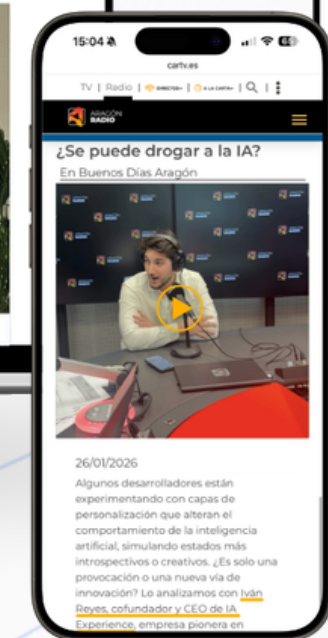 15:04
cartv.es
TV | Radio | DIRECTOS | A LA CARTA
ARAGÓN
RADIO
¿Se puede drogar a la IA?
En Buenos Días Aragón
26/01/2026
Algunos desarrolladores están
experimentando con capas de
personalización que alteran el
comportamiento de la inteligencia
artificial, simulando estados más
introspectivos o creativos. ¿Es solo una
provocación o una nueva vía de
innovación? Lo analizamos con Iván
Reyes, cofundador y CEO de IA
Experience, empresa pionera en